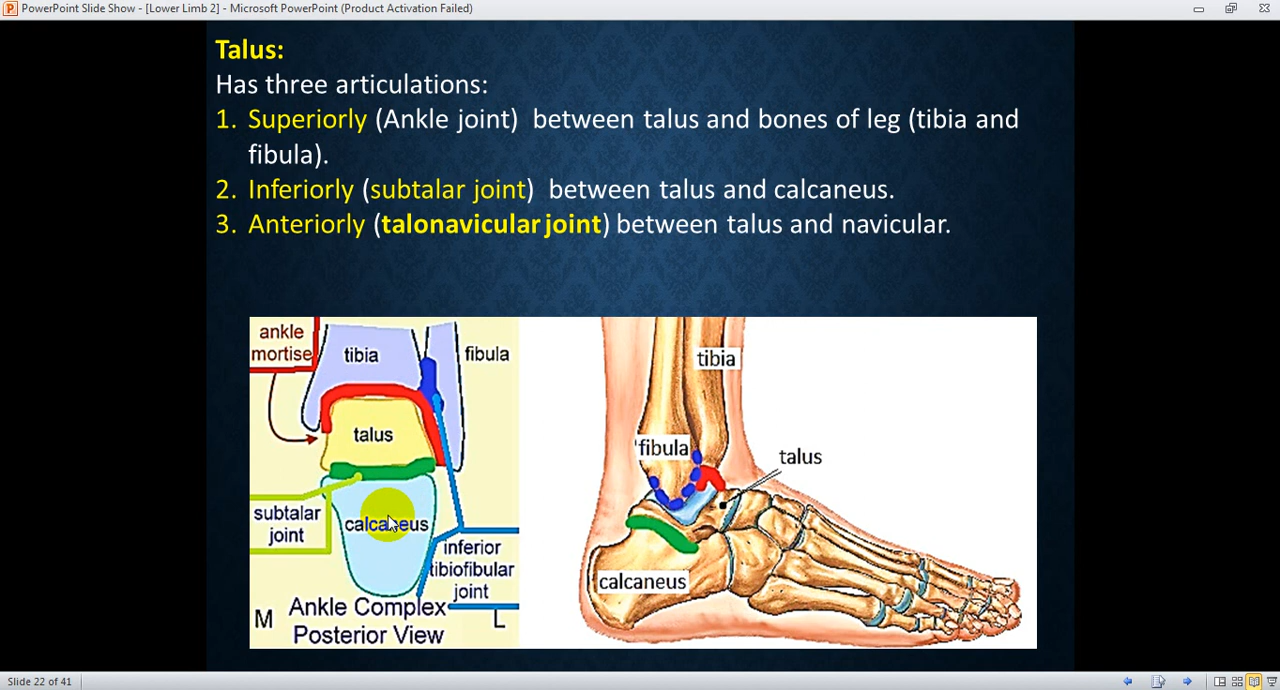 PowerPoint Slide Show - [Lower Limb 2] - Microsoft PowerPoint (Product Activation Failed)
Talus:
Has three articulations:
1. Superiorly (Ankle joint) between talus and bones of leg (tibia and
fibula).
2. Inferiorly (subtalar joint) between talus and calcaneus.
3. Anteriorly (talonavicular joint) between talus and navicular.
ankle
mortise
tibia
fibula
talus
subtalar
joint
calcaneus
inferior
tibiofibular
joint
M
Ankle Complex
Posterior View
L
tibia
fibula
talus
calcaneus
Slide 22 of 41